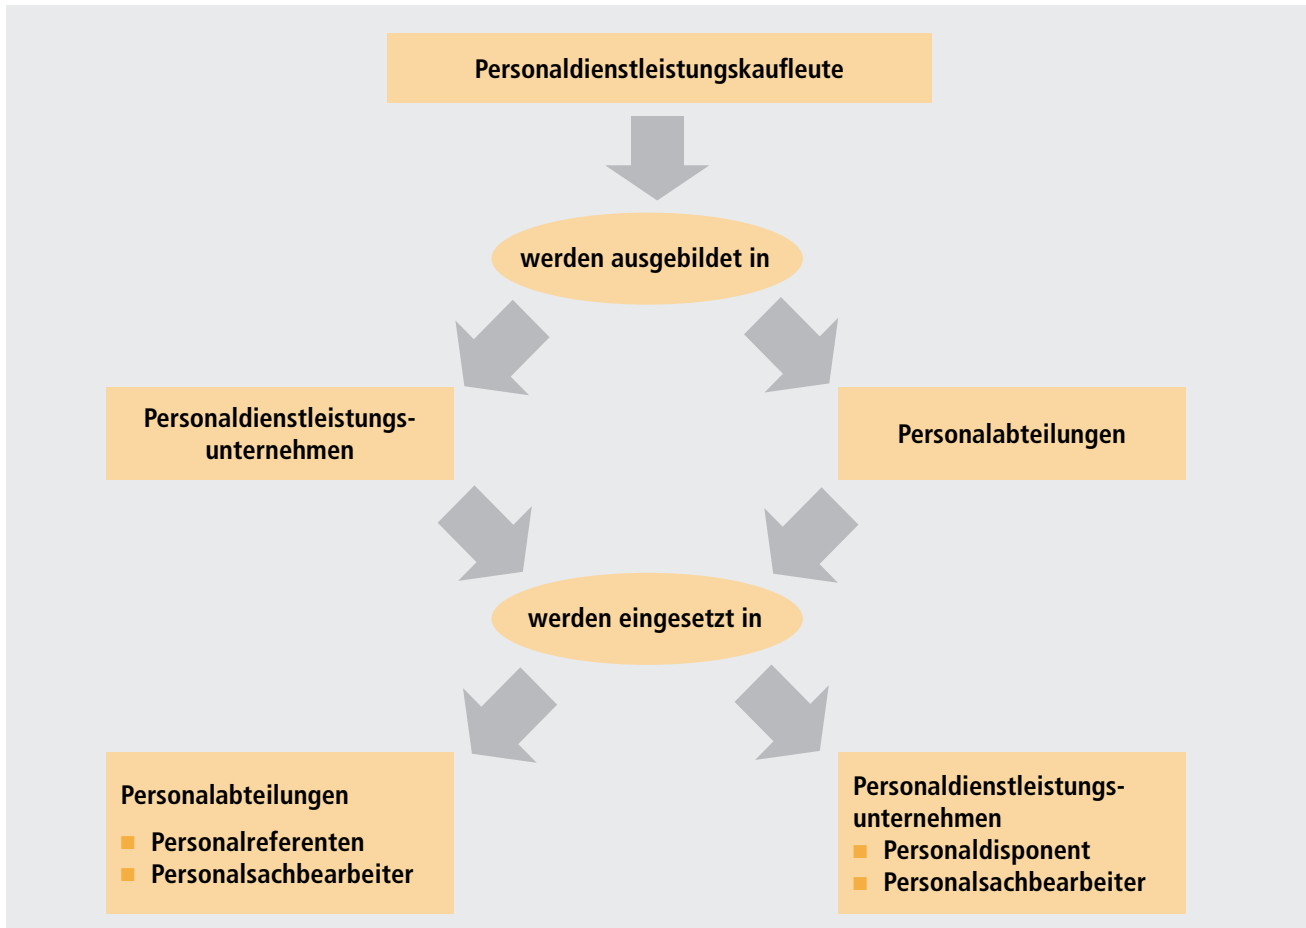 Personaldienstleistungskaufleute
werden ausgebildet in
Personaldienstleistungs-
unternehmen
Personalabteilungen
werden eingesetzt in
Personalabteilungen
■ Personalreferenten
■ Personalsachbearbeiter
Personaldienstleistungs-
unternehmen
■ Personaldisponent
■ Personalsachbearbeiter